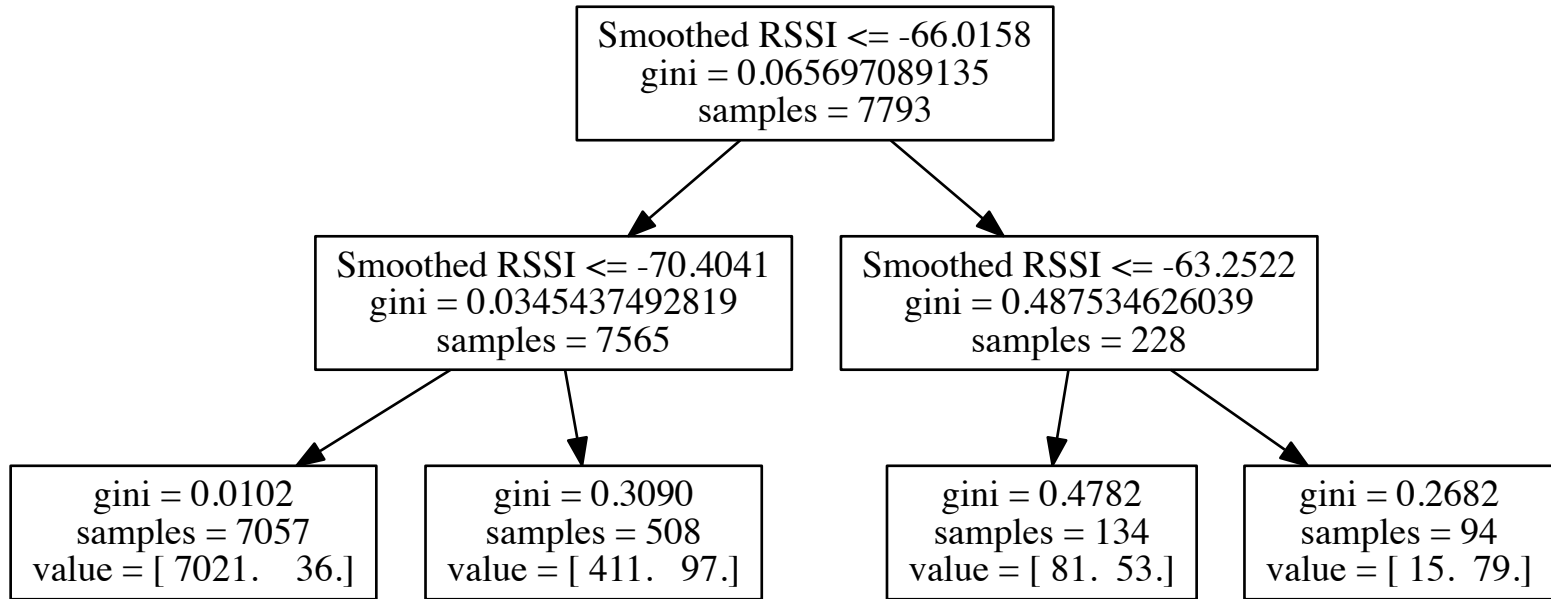 Smoothed RSSI <= -66.0158
gini = 0.065697089135
samples = 7793
Smoothed RSSI <= -70.4041
gini = 0.0345437492819
samples = 7565
Smoothed RSSI <= -63.2522
gini = 0.487534626039
samples = 228
gini = 0.0102
samples = 7057
value = [ 7021.    36.]
gini = 0.3090
samples = 508
value = [ 411.   97.]
gini = 0.4782
samples = 134
value = [ 81.  53.]
gini = 0.2682
samples = 94
value = [ 15.  79.]